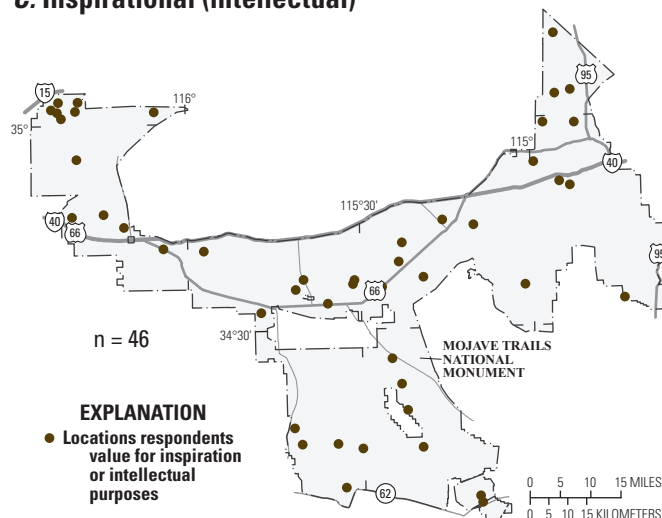 C. Inspirational (Intellectual)
15
116°
35°
95
115°
40
115°30'
40
66
95
66
34°30'
n = 46
MOJAVE TRAILS
NATIONAL
MONUMENT
EXPLANATION
Locations respondents
value for inspiration
or intellectual
purposes
62
0 5 10 15 MILES
0 5 10 15 KILOMETERS